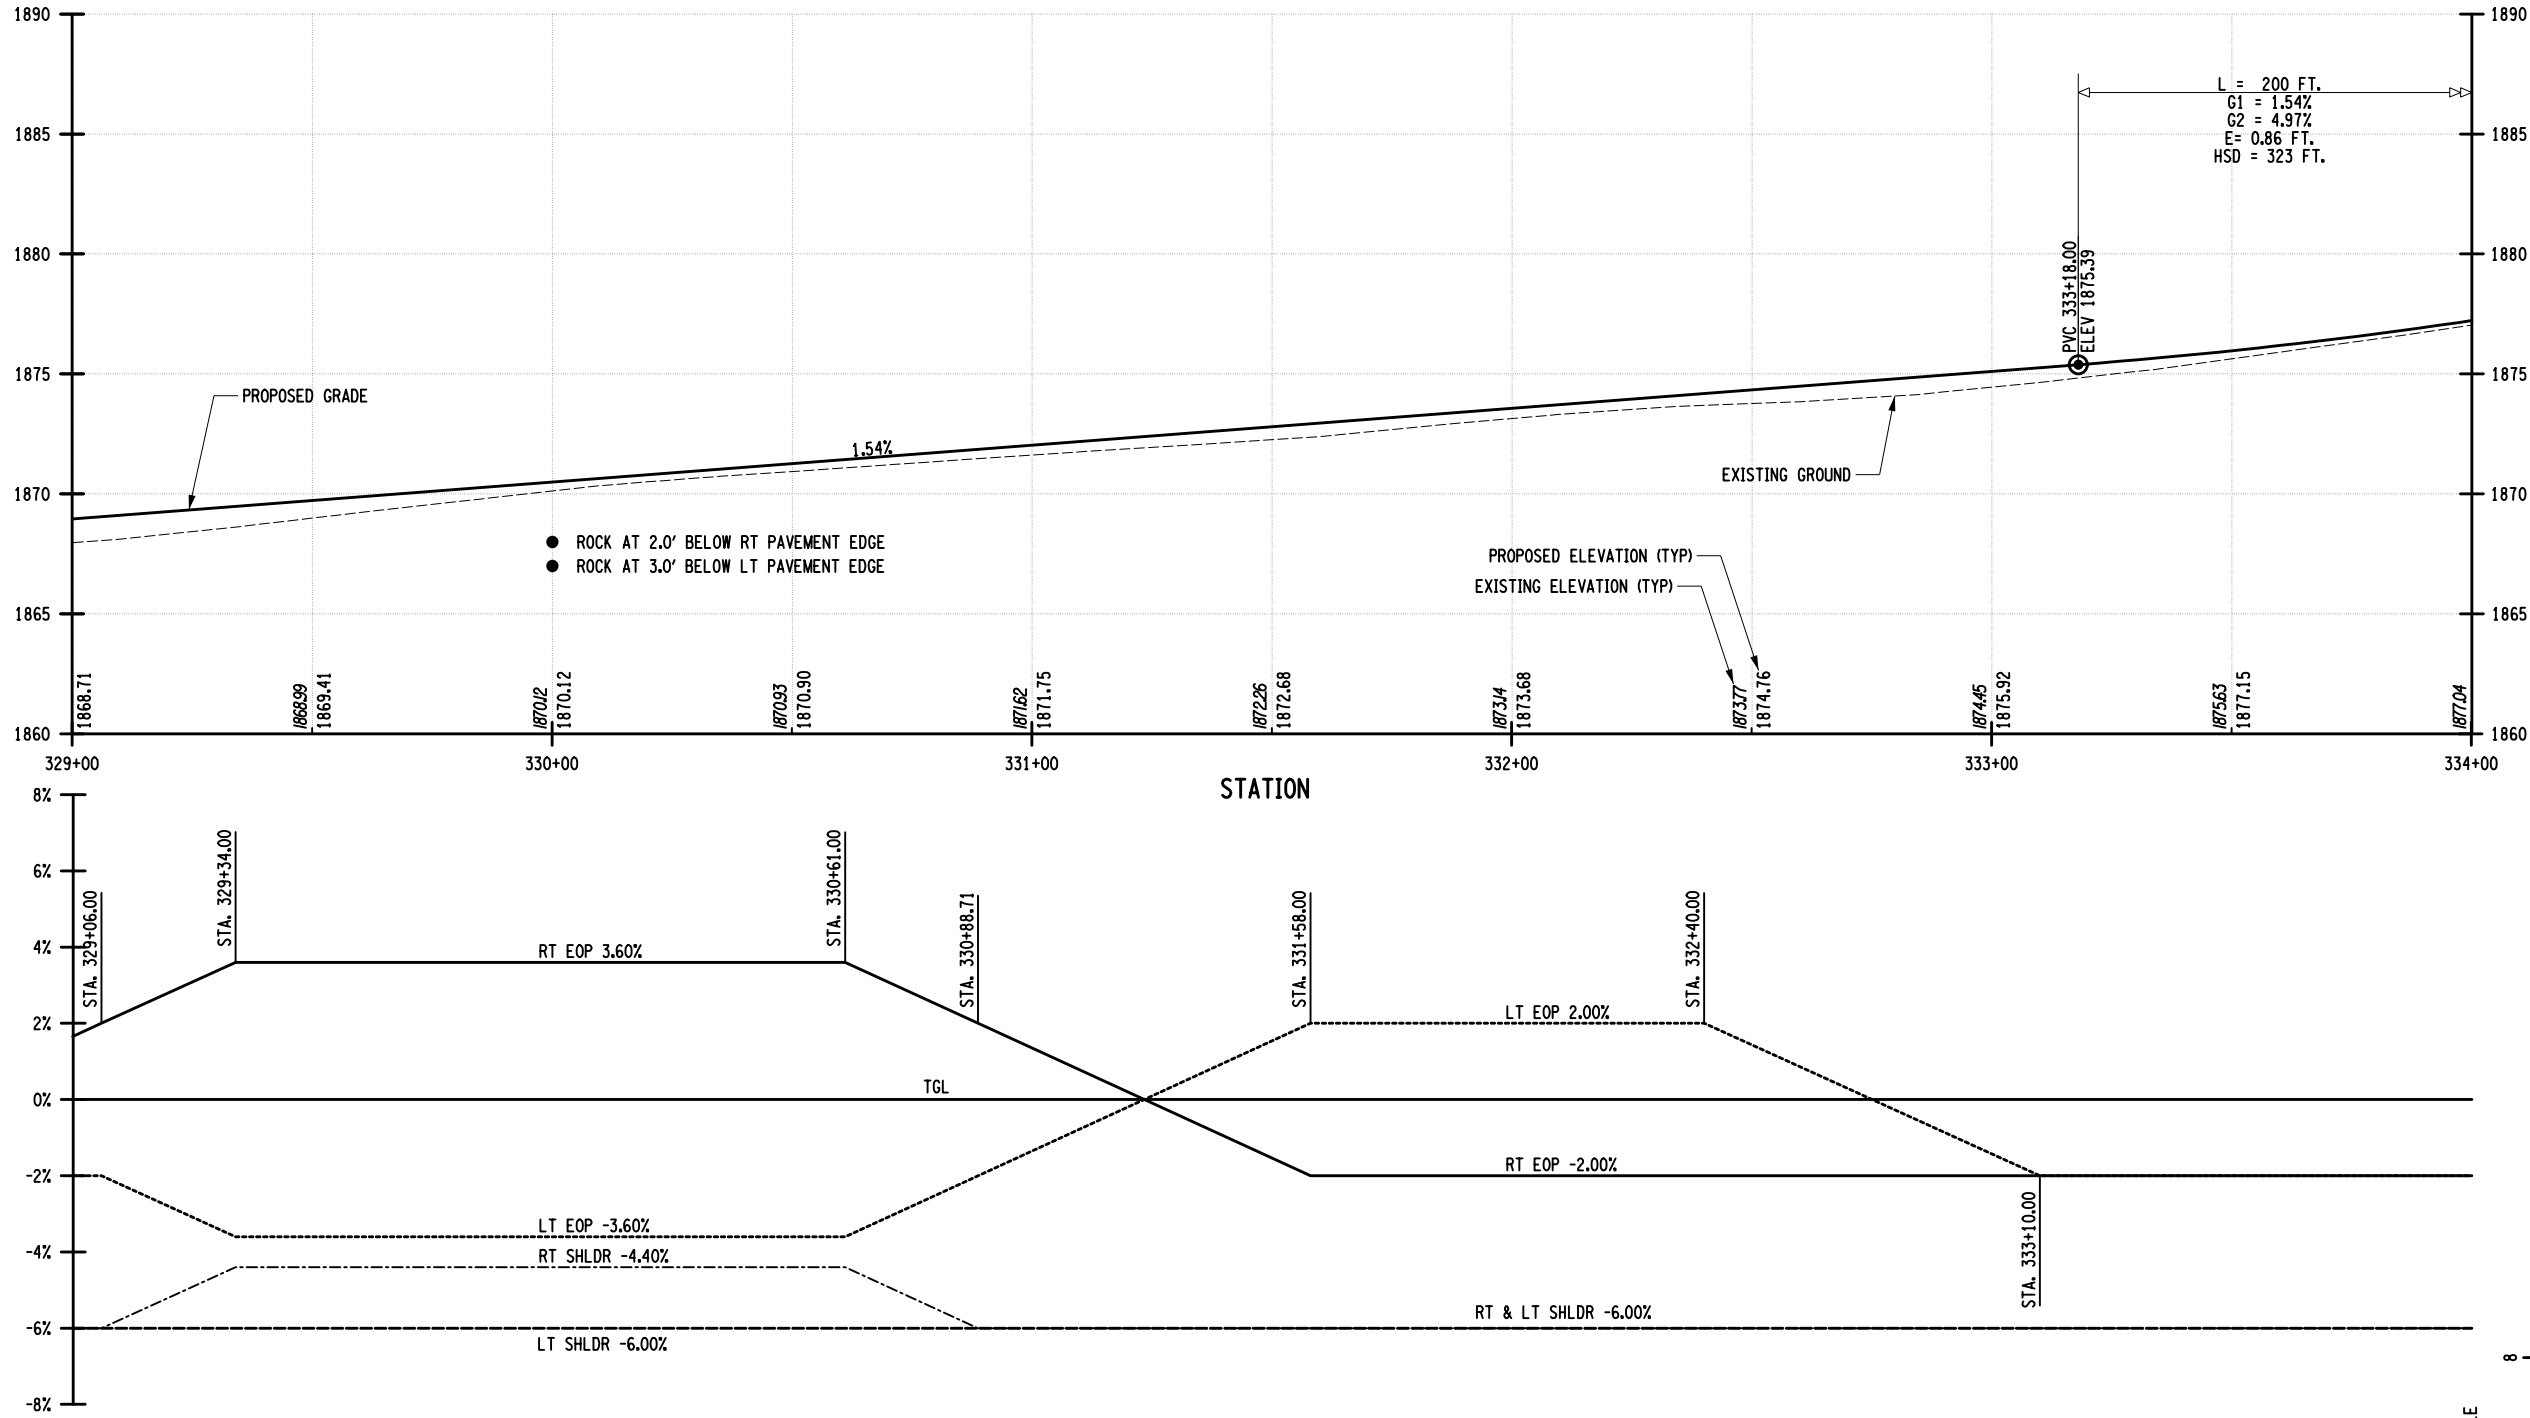 1890
1885
1880
1875
1870
1865
1860
1890
1885
1880
1875
1870
1865
1860
L = 200 FT.
G1 = 1.54%
G2 = 4.97%
E= 0.86 FT.
HSD = 323 FT.
PVC 333+18.00
ELEV 1875.39
PROPOSED GRADE
1.54%
EXISTING GROUND
ROCK AT 2.0' BELOW RT PAVEMENT EDGE
ROCK AT 3.0' BELOW LT PAVEMENT EDGE
PROPOSED ELEVATION (TYP)
EXISTING ELEVATION (TYP)
1868.71
1868.99
1869.41
1870.12
1870.12
1870.93
1870.90
1871.62
1871.75
1872.26
1872.68
1873.14
1873.68
1873.77
1874.76
1874.45
1875.92
1875.63
1877.15
1877.04
329+00
330+00
331+00
332+00
333+00
334+00
STATION
8%
6%
4%
2%
0%
-2%
-4%
-6%
-8%
STA. 329+06.00
STA. 329+34.00
STA. 330+61.00
STA. 330+88.71
STA. 331+58.00
STA. 332+40.00
STA. 333+10.00
RT EOP 3.60%
LT EOP 2.00%
TGL
RT EOP -2.00%
LT EOP -3.60%
RT SHLDR -4.40%
RT & LT SHLDR -6.00%
LT SHLDR -6.00%